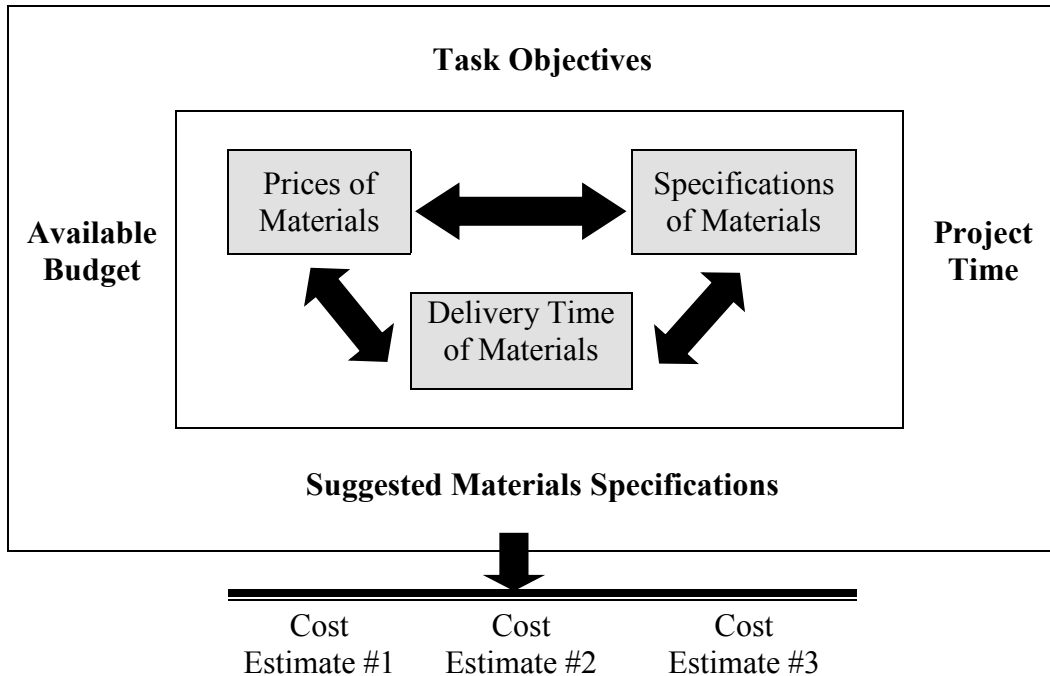 Task Objectives
Prices of
Materials
Specifications
of Materials
Available
Budget
Project
Time
Delivery Time
of Materials
Suggested Materials Specifications
Cost
Estimate #1
Cost
Estimate #2
Cost
Estimate #3